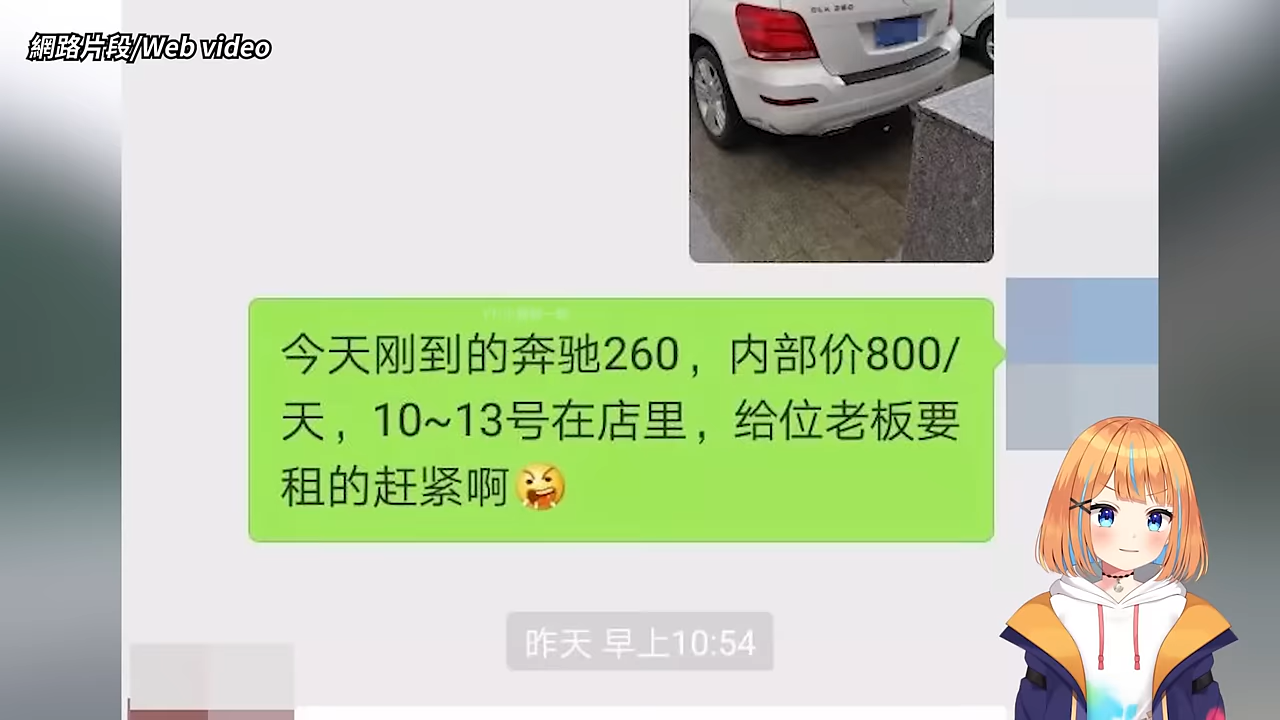 網路片段/Web video
GLK 260
今天刚到的奔驰260，内部价800/
天，10~13号在店里，给位老板要
租的赶紧啊
昨天 早上10:54